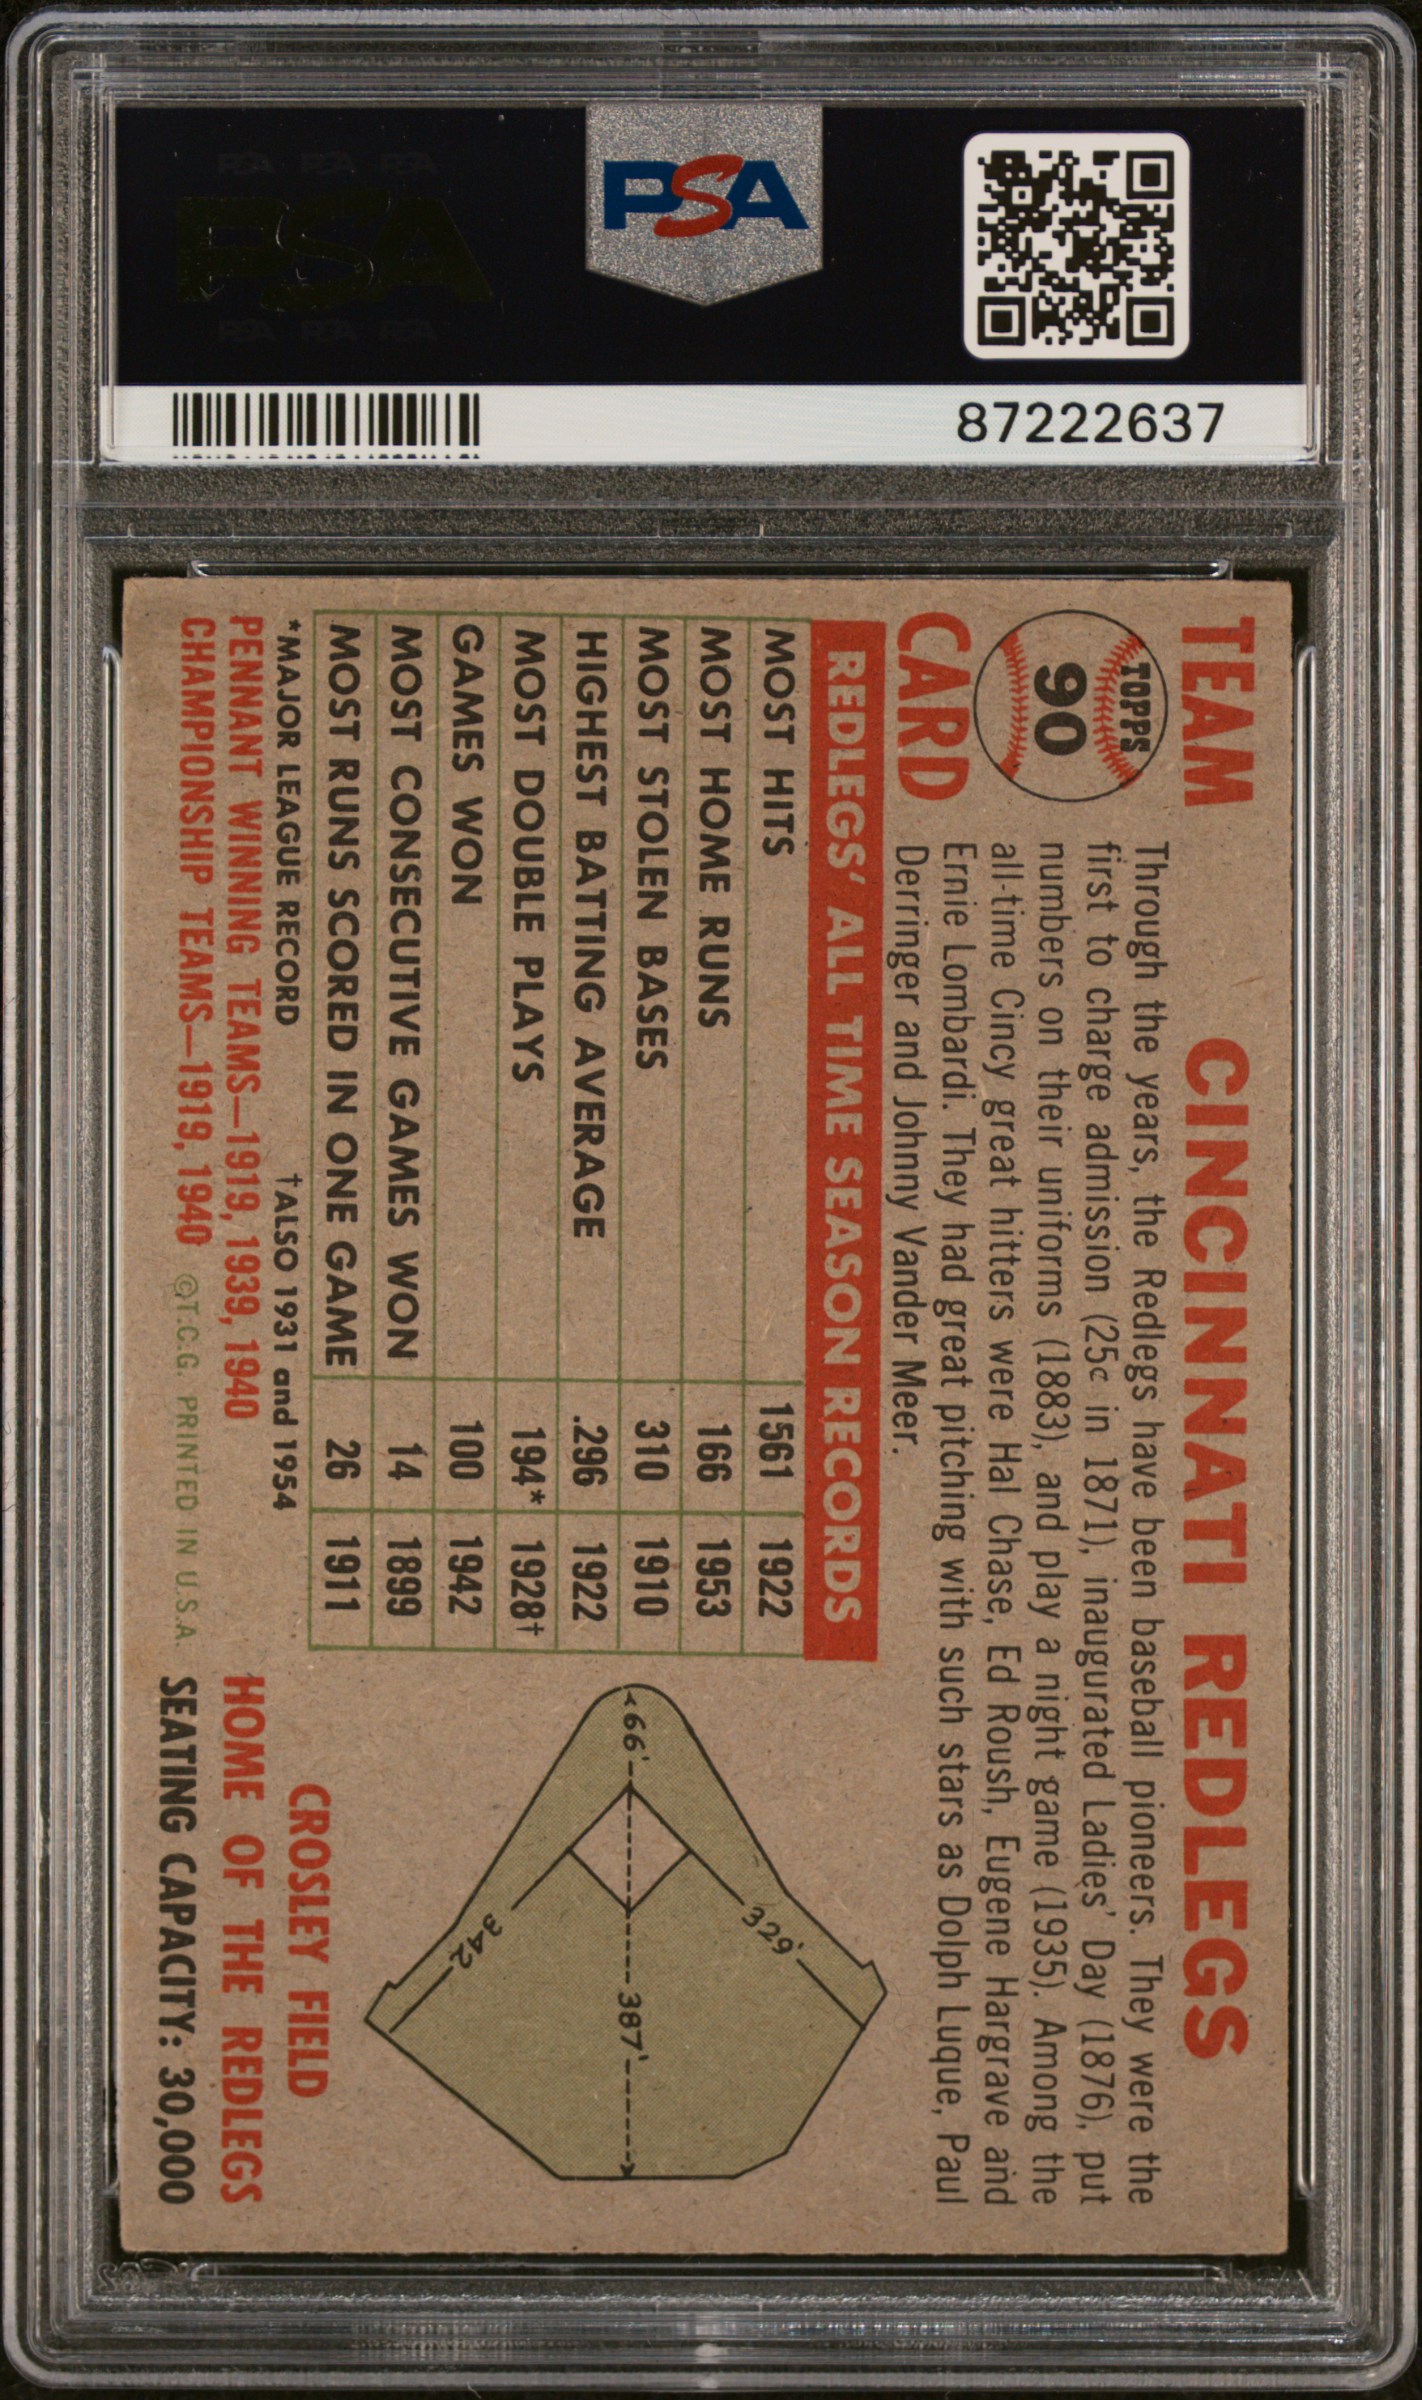 PSA
PSA PSA PSA
PSA
PSA PSA PSA
87222637
TEAM
TOPPS
90
CARD
CINCINNATI REDLEGS
Through the years, the Redlegs have been baseball pioneers. They were the
first to charge admission (25¢ in 1871), inaugurated Ladies' Day (1876), put
numbers on their uniforms (1883), and play a night game (1935). Among the
all-time Cincy great hitters were Hal Chase, Ed Roush, Eugene Hargrave and
Ernie Lombardi. They had great pitching with such stars as Dolph Luque, Paul
Derringer and Johnny Vander Meer.
REDLEGS' ALL TIME SEASON RECORDS
MOST HITS 1561 1922
MOST HOME RUNS 166 1953
MOST STOLEN BASES 310 1910
HIGHEST BATTING AVERAGE .296 1922
MOST DOUBLE PLAYS 194* 1928†
GAMES WON 100 1942
MOST CONSECUTIVE GAMES WON 14 1899
MOST RUNS SCORED IN ONE GAME 26 1911
*MAJOR LEAGUE RECORD †ALSO 1931 and 1954
PENNANT WINNING TEAMS—1919, 1939, 1940
CHAMPIONSHIP TEAMS—1919, 1940 ©T.C.G. PRINTED IN U.S.A.
329'
66'
387'
342
CROSLEY FIELD
HOME OF THE REDLEGS
SEATING CAPACITY: 30,000